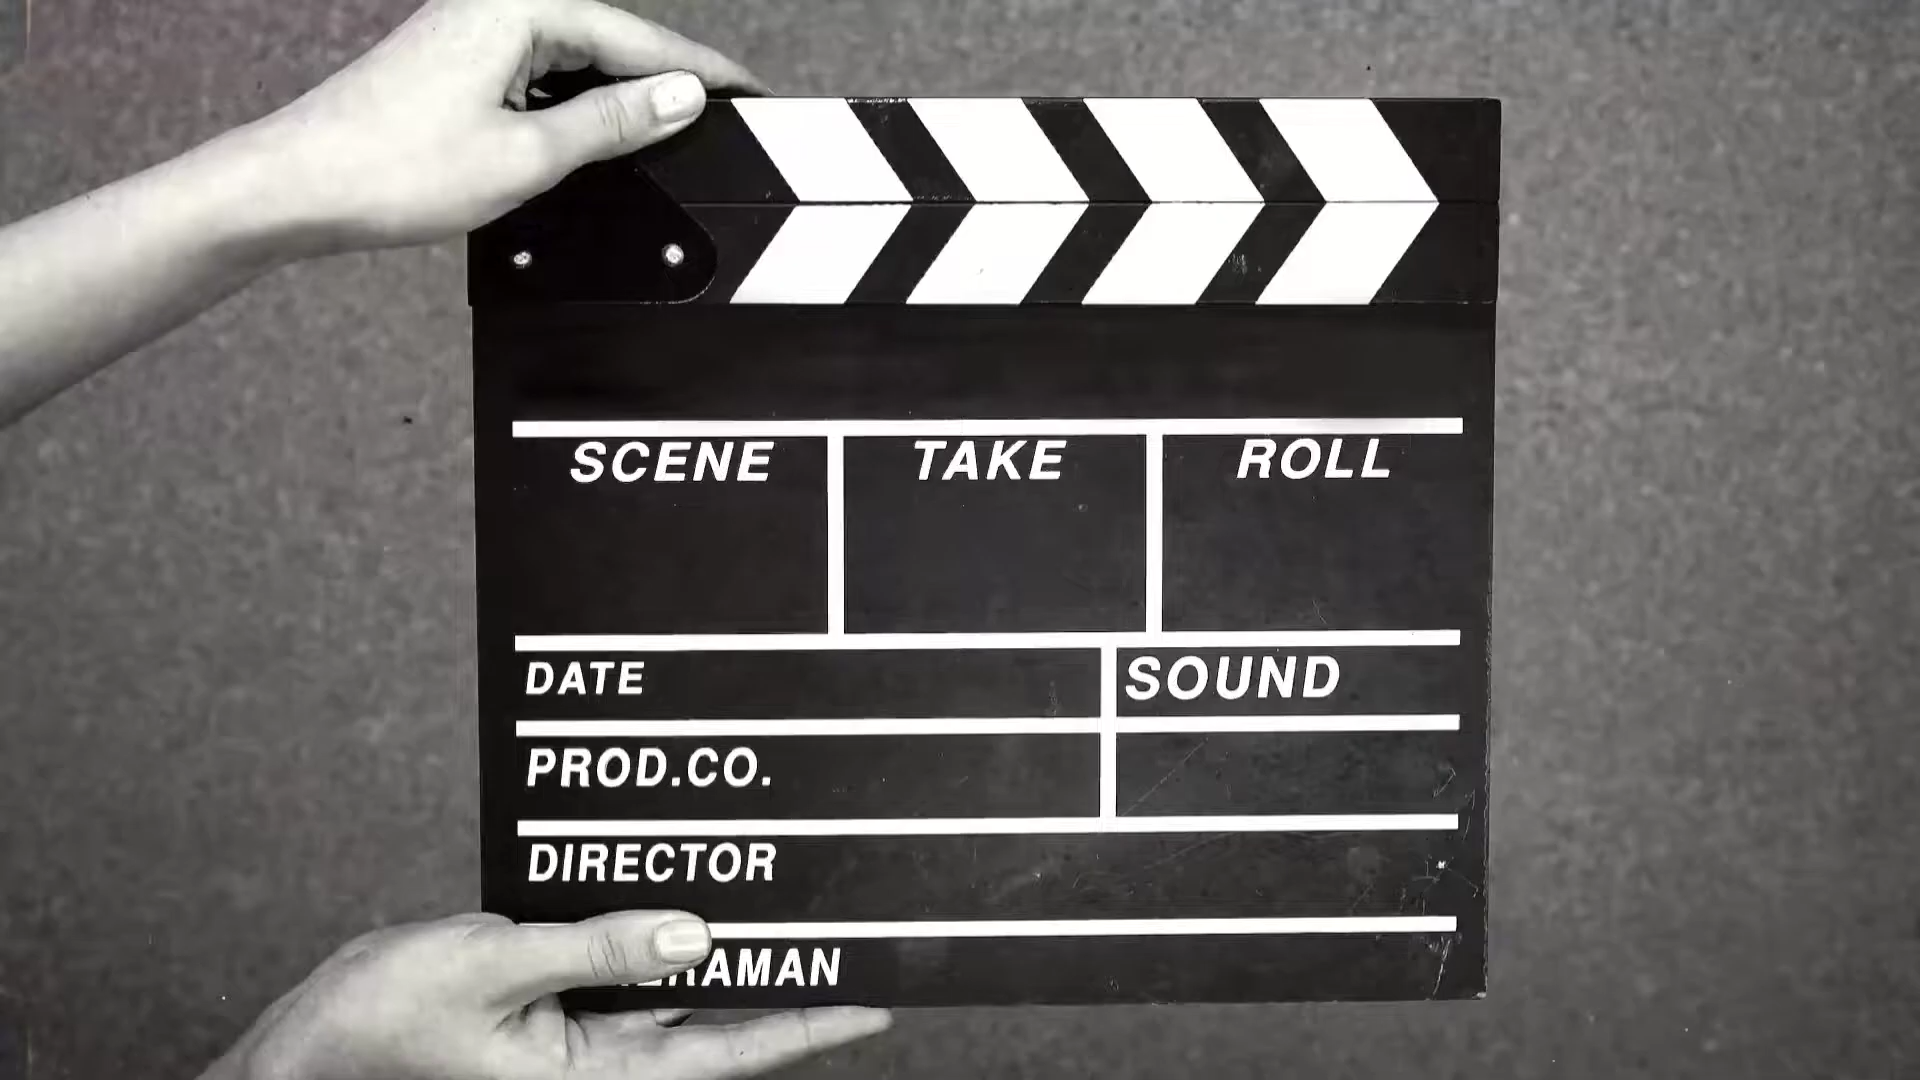 SCENE TAKE ROLL
DATE SOUND
PROD.CO.
DIRECTOR